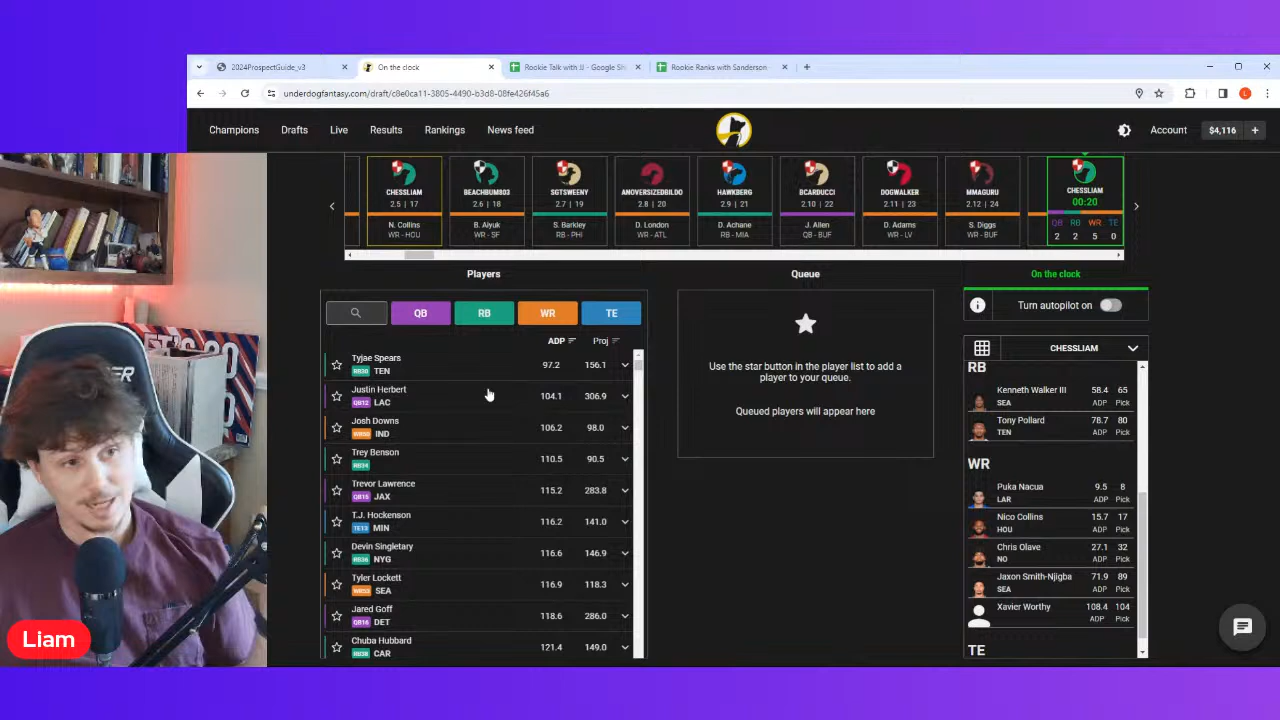 2024ProspectGuide_v3
On the clock
Rookie Talk with JJ - Google Sh
Rookie Ranks with Sanderson
underdogfantasy.com/draft/c8e0ca11-3805-4490-b3d8-08fe426f45a6
Champions
Drafts
Live
Results
Rankings
News feed
Account
$4,116
CHESSLIAM
2.5 | 17
N. Collins
WR - HOU
BEACHBUM803
2.6 | 18
B. Aiyuk
WR - SF
SGTSWEENY
2.7 | 19
S. Barkley
RB - PHI
ANOVERSIZEDBILDO
2.8 | 20
D. London
WR - ATL
HAWKBERG
2.9 | 21
D. Achane
RB - MIA
BCARDUCCI
2.10 | 22
J. Allen
QB - BUF
DOGWALKER
2.11 | 23
D. Adams
WR - LV
MMAGURU
2.12 | 24
S. Diggs
WR - BUF
CHESSLIAM
00:20
QB RB WR TE
2 2 5 0
Players
QB RB WR TE
ADP Proj
Tyjae Spears
RB30 TEN 97.2 156.1
Justin Herbert
QB12 LAC 104.1 306.9
Josh Downs
IND 106.2 98.0
Trey Benson
RB34 110.5 90.5
Trevor Lawrence
QB15 JAX 115.2 283.8
T.J. Hockenson
TE13 MIN 116.2 141.0
Devin Singletary
NYG 116.6 146.9
Tyler Lockett
SEA 116.9 118.3
Jared Goff
QB16 DET 118.6 286.0
Chuba Hubbard
CAR 121.4 149.0
Queue
Use the star button in the player list to add a
player to your queue.
Queued players will appear here
On the clock
Turn autopilot on
CHESSLIAM
RB
Kenneth Walker III 58.4 65
SEA ADP Pick
Tony Pollard 78.7 80
TEN ADP Pick
WR
Puka Nacua 9.5 8
LAR ADP Pick
Nico Collins 15.7 17
HOU ADP Pick
Chris Olave 27.1 32
NO ADP Pick
Jaxon Smith-Njigba 71.9 89
SEA ADP Pick
Xavier Worthy 108.4 104
ADP Pick
TE
Liam